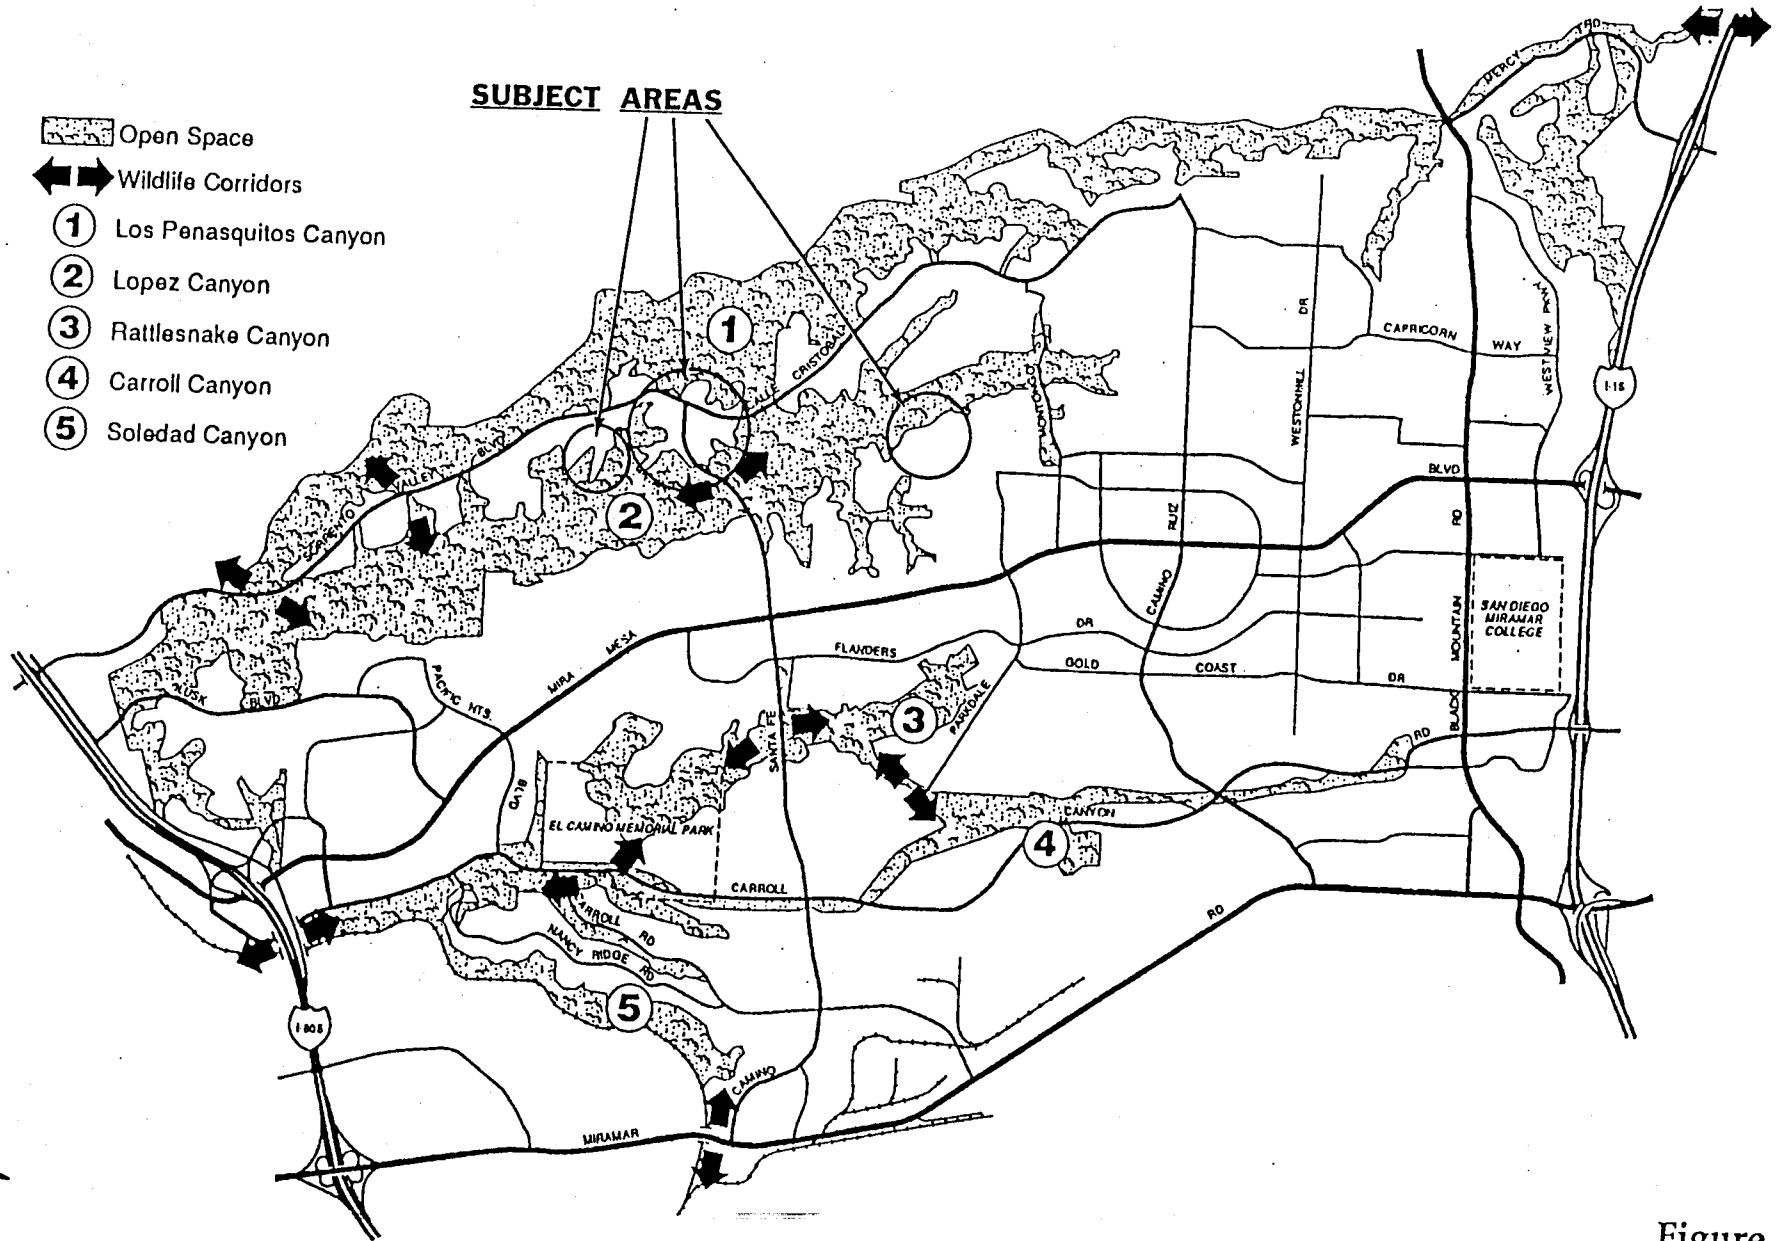 SUBJECT AREAS
Open Space
Wildlife Corridors
1 Los Penasquitos Canyon
2 Lopez Canyon
3 Rattlesnake Canyon
4 Carroll Canyon
5 Soledad Canyon
MERCY RD
1
CRISTOBAL
DR
CAPRICORN WAY
WESTVIEW PKY
I-15
MONTONGO
WESTONHILL
VALLEY BLVD
BLVD
2
SORRENTO
RUIZ
RD
CAMINO
SAN DIEGO
MIRAMAR
COLLEGE
MOUNTAIN
MIRA MESA
FLANDERS
DR
GOLD COAST DR
LUSK BLVD
PACIFIC HTS.
BLVD
SANTA FE
3
PARKDALE
BLACK
RD
EL CAMINO MEMORIAL PARK
CANYON
4
CARROLL
CARROLL RD
NANCY RIDGE RD
RD
5
I-805
CAMINO
MIRAMAR
Figure